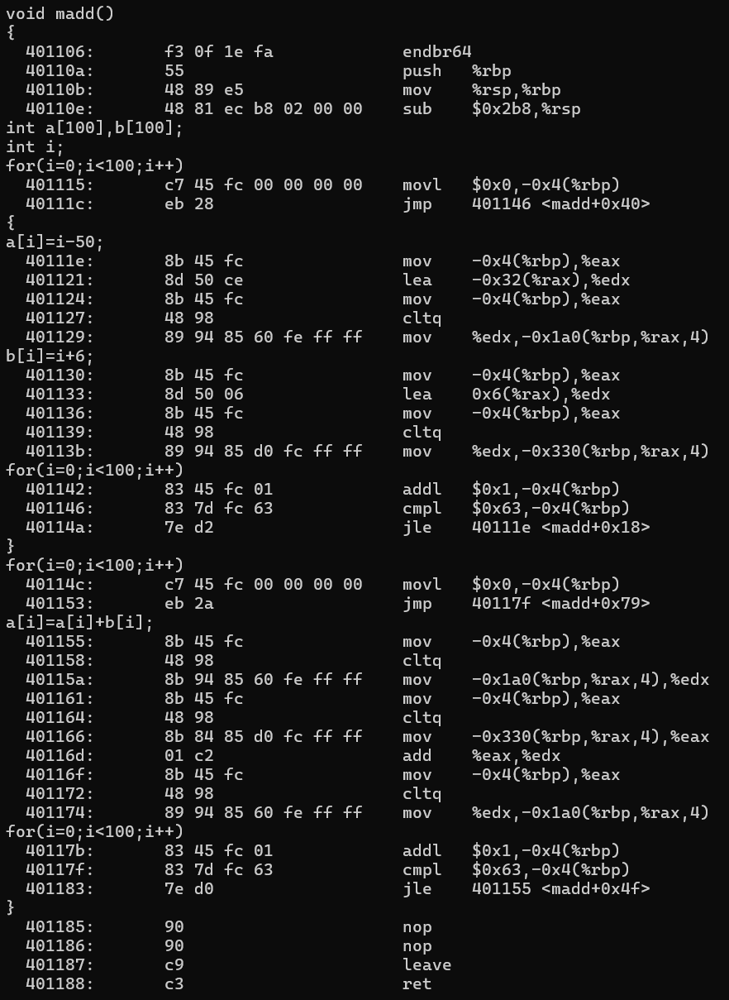 void madd()
{
  401106:       f3 0f 1e fa             endbr64
  40110a:       55                      push   %rbp
  40110b:       48 89 e5                mov    %rsp,%rbp
  40110e:       48 81 ec b8 02 00 00    sub    $0x2b8,%rsp
int a[100],b[100];
int i;
for(i=0;i<100;i++)
  401115:       c7 45 fc 00 00 00 00    movl   $0x0,-0x4(%rbp)
  40111c:       eb 28                   jmp    401146 <madd+0x40>
{
a[i]=i-50;
  40111e:       8b 45 fc                mov    -0x4(%rbp),%eax
  401121:       8d 50 ce                lea    -0x32(%rax),%edx
  401124:       8b 45 fc                mov    -0x4(%rbp),%eax
  401127:       48 98                   cltq
  401129:       89 94 85 60 fe ff ff    mov    %edx,-0x1a0(%rbp,%rax,4)
b[i]=i+6;
  401130:       8b 45 fc                mov    -0x4(%rbp),%eax
  401133:       8d 50 06                lea    0x6(%rax),%edx
  401136:       8b 45 fc                mov    -0x4(%rbp),%eax
  401139:       48 98                   cltq
  40113b:       89 94 85 d0 fc ff ff    mov    %edx,-0x330(%rbp,%rax,4)
for(i=0;i<100;i++)
  401142:       83 45 fc 01             addl   $0x1,-0x4(%rbp)
  401146:       83 7d fc 63             cmpl   $0x63,-0x4(%rbp)
  40114a:       7e d2                   jle    40111e <madd+0x18>
}
for(i=0;i<100;i++)
  40114c:       c7 45 fc 00 00 00 00    movl   $0x0,-0x4(%rbp)
  401153:       eb 2a                   jmp    40117f <madd+0x79>
a[i]=a[i]+b[i];
  401155:       8b 45 fc                mov    -0x4(%rbp),%eax
  401158:       48 98                   cltq
  40115a:       8b 94 85 60 fe ff ff    mov    -0x1a0(%rbp,%rax,4),%edx
  401161:       8b 45 fc                mov    -0x4(%rbp),%eax
  401164:       48 98                   cltq
  401166:       8b 84 85 d0 fc ff ff    mov    -0x330(%rbp,%rax,4),%eax
  40116d:       01 c2                   add    %eax,%edx
  40116f:       8b 45 fc                mov    -0x4(%rbp),%eax
  401172:       48 98                   cltq
  401174:       89 94 85 60 fe ff ff    mov    %edx,-0x1a0(%rbp,%rax,4)
for(i=0;i<100;i++)
  40117b:       83 45 fc 01             addl   $0x1,-0x4(%rbp)
  40117f:       83 7d fc 63             cmpl   $0x63,-0x4(%rbp)
  401183:       7e d0                   jle    401155 <madd+0x4f>
}
  401185:       90                      nop
  401186:       90                      nop
  401187:       c9                      leave
  401188:       c3                      ret